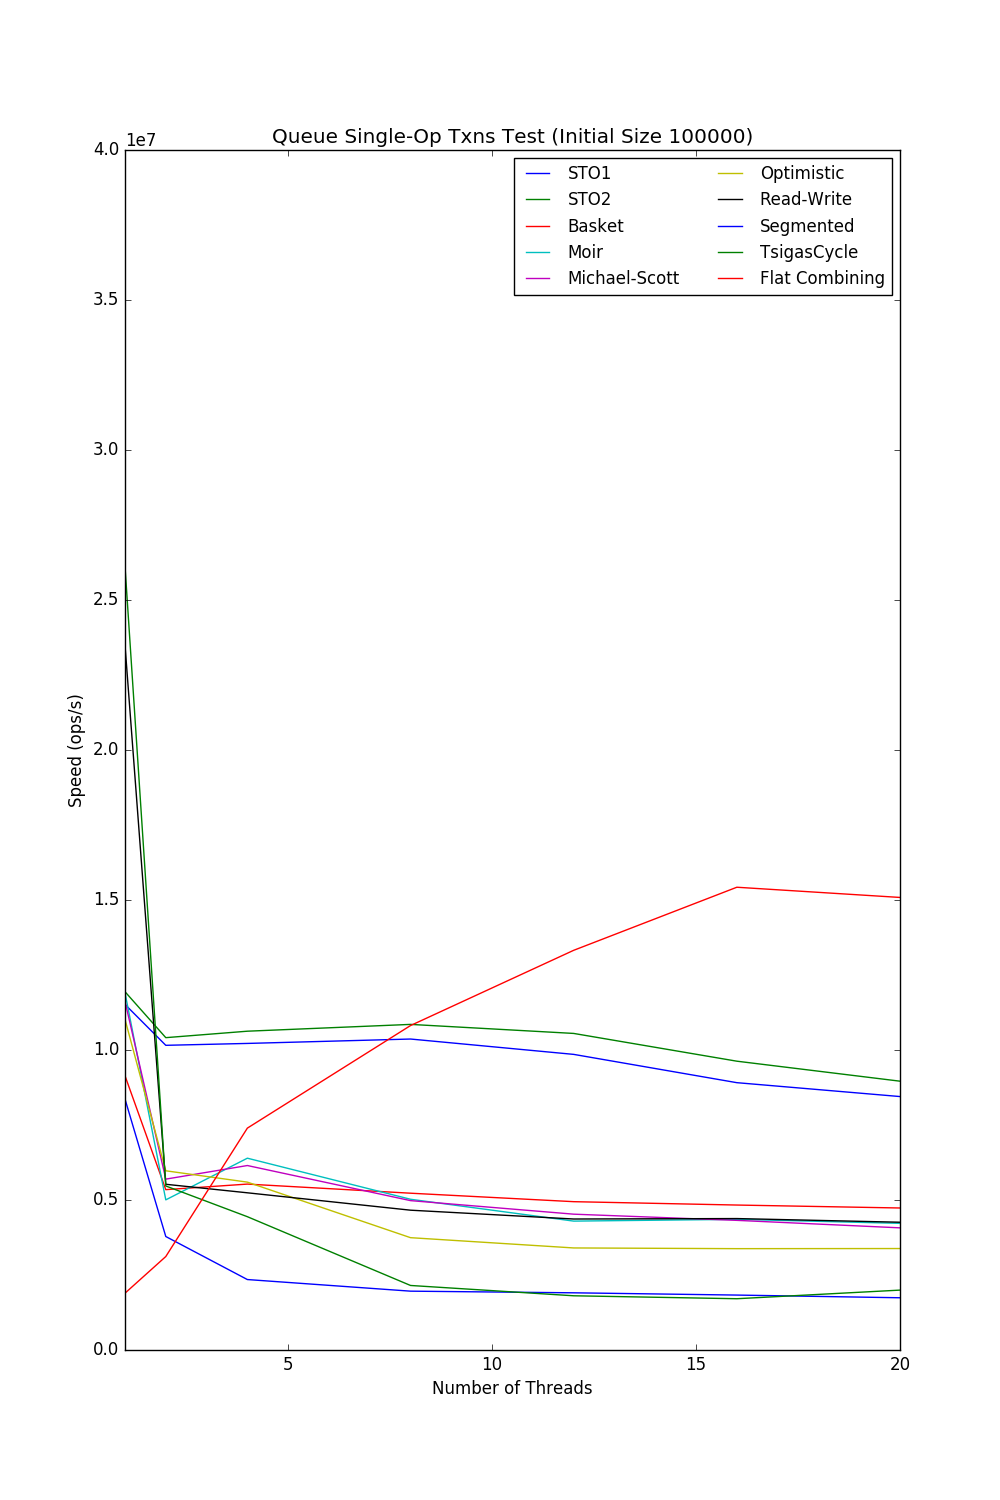 Queue Single-Op Txns Test (Initial Size 100000)
1e7
4.0
3.5
3.0
2.5
2.0
1.5
1.0
0.5
0.0
Speed (ops/s)
STO1
STO2
Basket
Moir
Michael-Scott
Optimistic
Read-Write
Segmented
TsigasCycle
Flat Combining
5
10
15
20
Number of Threads